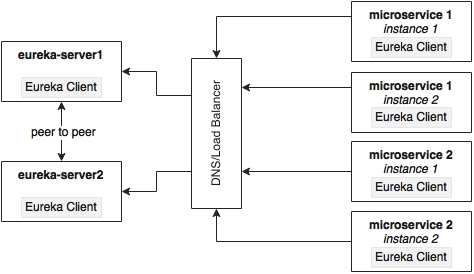 eureka-server1
Eureka Client
peer to peer
eureka-server2
Eureka Client
DNS/Load Balancer
microservice 1
instance 1
Eureka Client
microservice 1
instance 2
Eureka Client
microservice 2
instance 1
Eureka Client
microservice 2
instance 2
Eureka Client